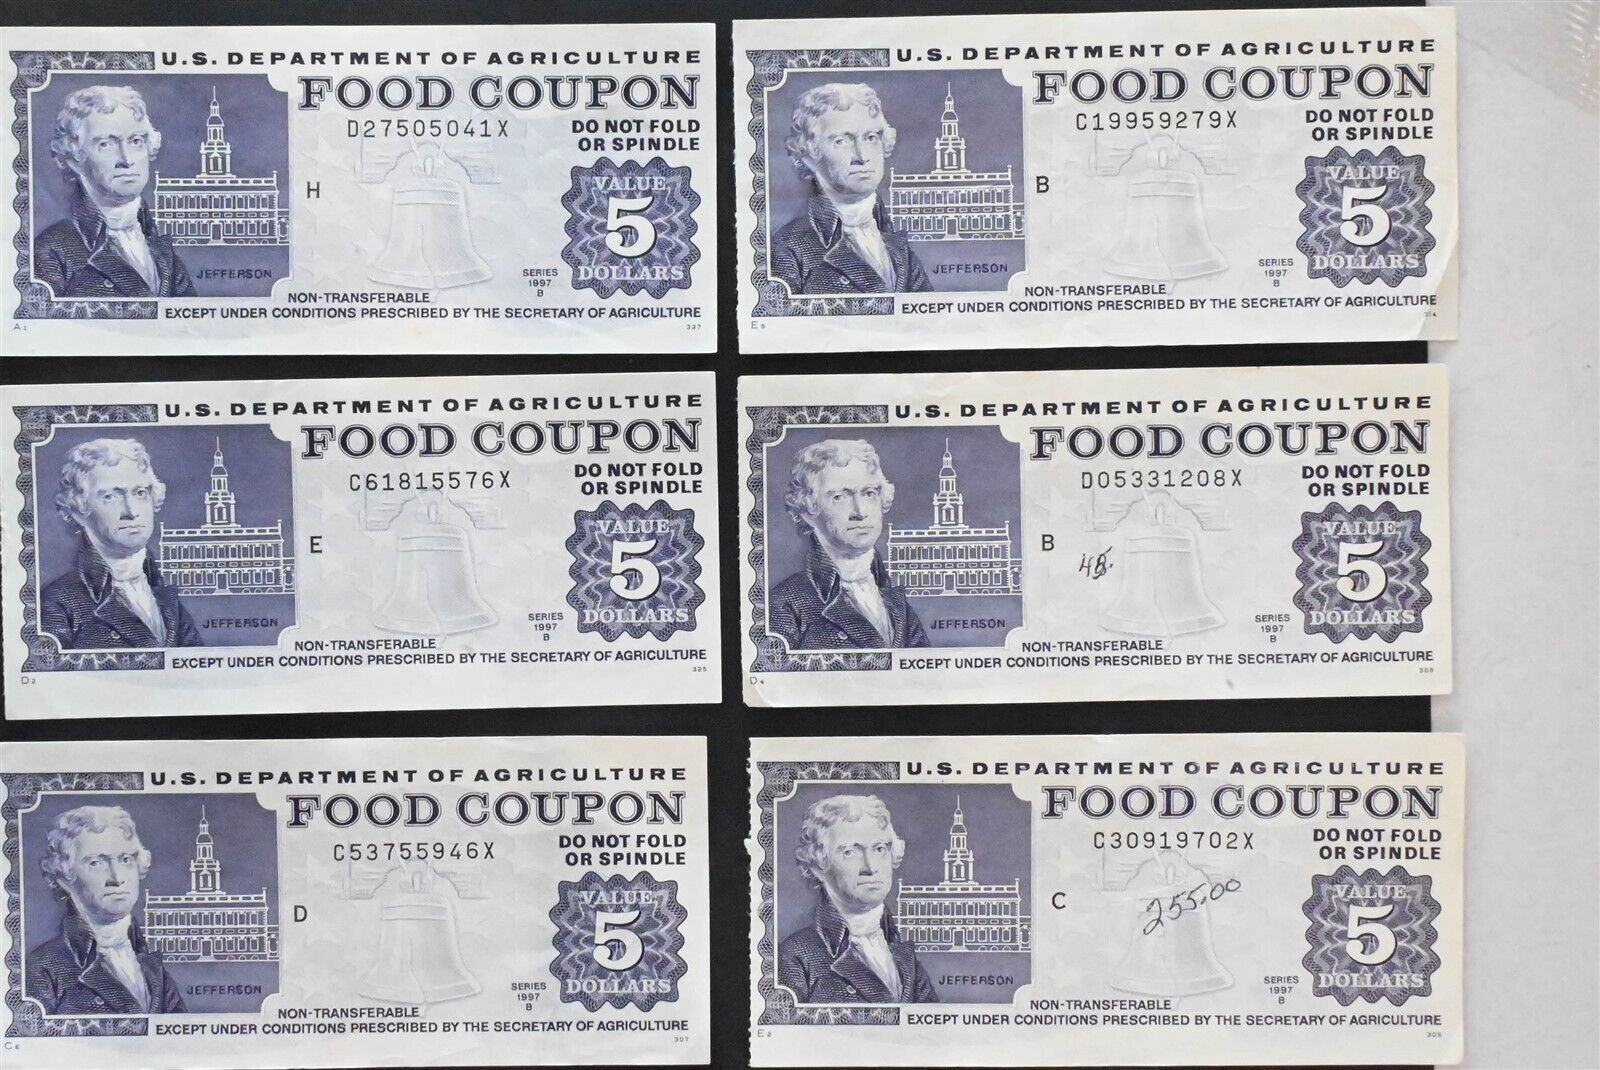 U.S. DEPARTMENT OF AGRICULTURE
FOOD COUPON
D27505041X
DO NOT FOLD
OR SPINDLE
H
VALUE
5
DOLLARS
JEFFERSON
SERIES
1997
B
NON-TRANSFERABLE
EXCEPT UNDER CONDITIONS PRESCRIBED BY THE SECRETARY OF AGRICULTURE
A 1
327
U.S. DEPARTMENT OF AGRICULTURE
FOOD COUPON
C19959279X
DO NOT FOLD
OR SPINDLE
B
VALUE
5
DOLLARS
JEFFERSON
SERIES
1997
B
NON-TRANSFERABLE
EXCEPT UNDER CONDITIONS PRESCRIBED BY THE SECRETARY OF AGRICULTURE
U.S. DEPARTMENT OF AGRICULTURE
FOOD COUPON
C61815576X
DO NOT FOLD
OR SPINDLE
E
VALUE
5
DOLLARS
JEFFERSON
SERIES
1997
B
NON-TRANSFERABLE
EXCEPT UNDER CONDITIONS PRESCRIBED BY THE SECRETARY OF AGRICULTURE
325
U.S. DEPARTMENT OF AGRICULTURE
FOOD COUPON
D05331208X
DO NOT FOLD
OR SPINDLE
B
VALUE
5
DOLLARS
JEFFERSON
SERIES
1997
B
NON-TRANSFERABLE
EXCEPT UNDER CONDITIONS PRESCRIBED BY THE SECRETARY OF AGRICULTURE
D 4
309
U.S. DEPARTMENT OF AGRICULTURE
FOOD COUPON
C53755946X
DO NOT FOLD
OR SPINDLE
D
VALUE
5
DOLLARS
JEFFERSON
SERIES
1997
B
NON-TRANSFERABLE
EXCEPT UNDER CONDITIONS PRESCRIBED BY THE SECRETARY OF AGRICULTURE
C 6
307
U.S. DEPARTMENT OF AGRICULTURE
FOOD COUPON
C30919702X
DO NOT FOLD
OR SPINDLE
C
255.00
VALUE
5
DOLLARS
JEFFERSON
SERIES
1997
B
NON-TRANSFERABLE
EXCEPT UNDER CONDITIONS PRESCRIBED BY THE SECRETARY OF AGRICULTURE
E 2
305